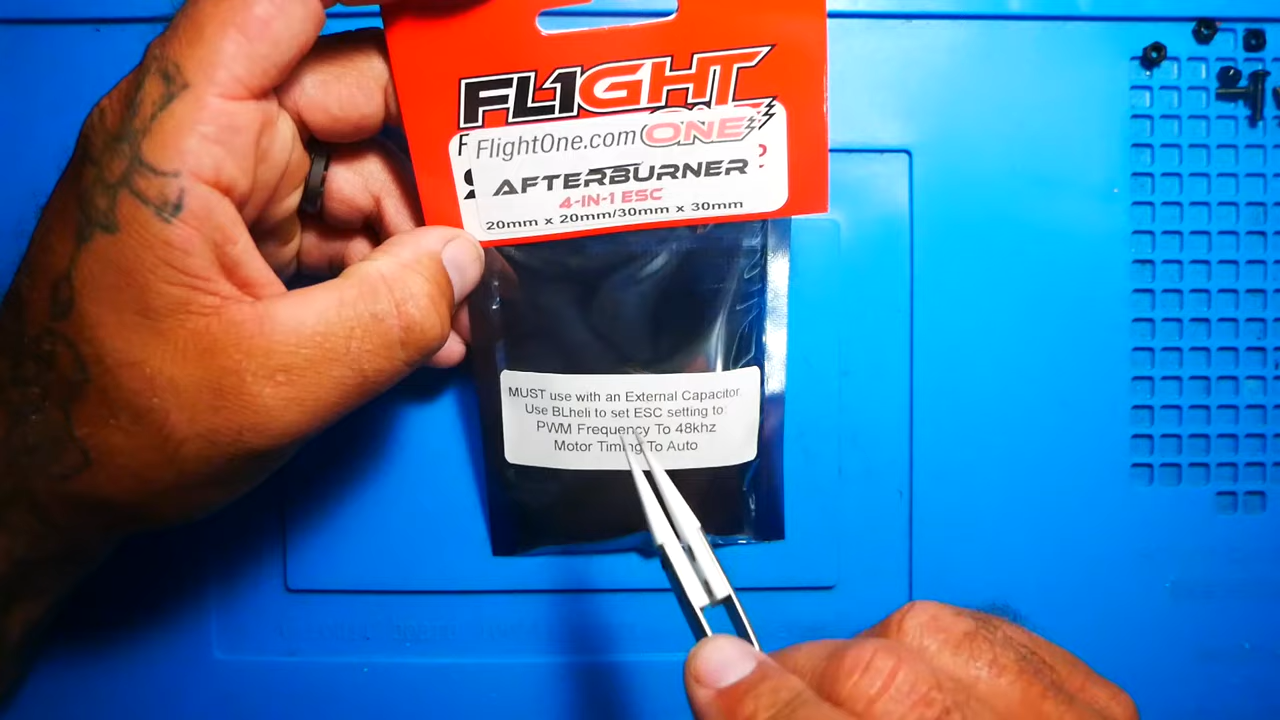 FL1GHT
FlightOne.com ONE
AFTERBURNER
4-IN-1 ESC
20mm x 20mm/30mm x 30mm
MUST use with an External Capacitor
Use BLheli to set ESC setting to:
PWM Frequency To 48khz
Motor Timing To Auto